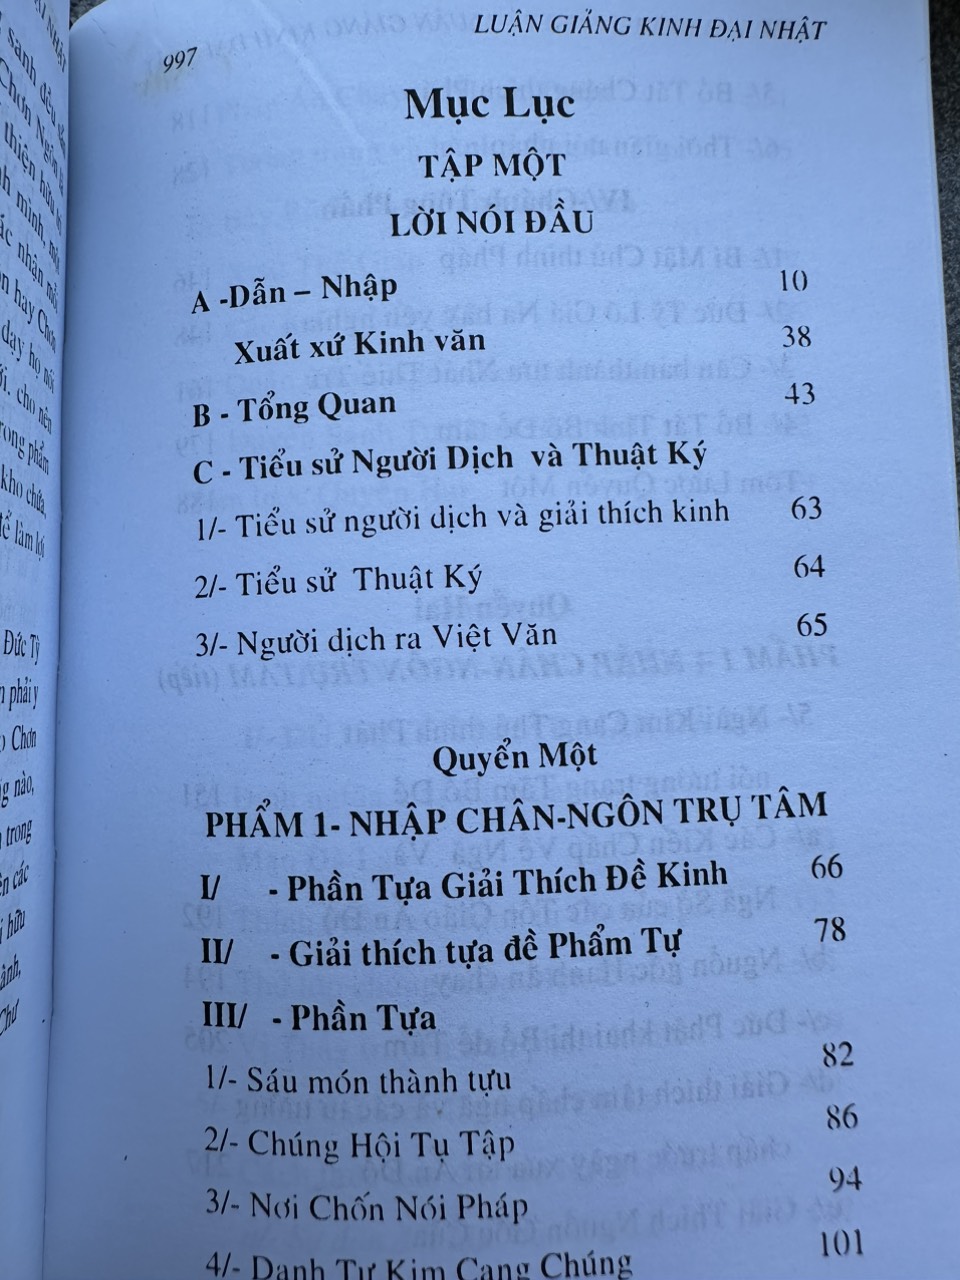 997
LUẬN GIẢNG KINH ĐẠI NHẬT
Mục Lục
TẬP MỘT
LỜI NÓI ĐẦU
A -Dẫn – Nhập 10
Xuất xứ Kinh văn 38
B - Tổng Quan 43
C - Tiểu sử Người Dịch và Thuật Ký
1/- Tiểu sử người dịch và giải thích kinh 63
2/- Tiểu sử Thuật Ký 64
3/- Người dịch ra Việt Văn 65
Quyển Một
PHẨM 1- NHẬP CHÂN-NGÔN TRỤ TÂM
I/ - Phần Tựa Giải Thích Đề Kinh 66
II/ - Giải thích tựa đề Phẩm Tự 78
III/ - Phần Tựa
1/- Sáu món thành tựu 82
2/- Chúng Hội Tụ Tập 86
3/- Nơi Chốn Nói Pháp 94
4/- Danh Tự Kim Cang Chúng 101